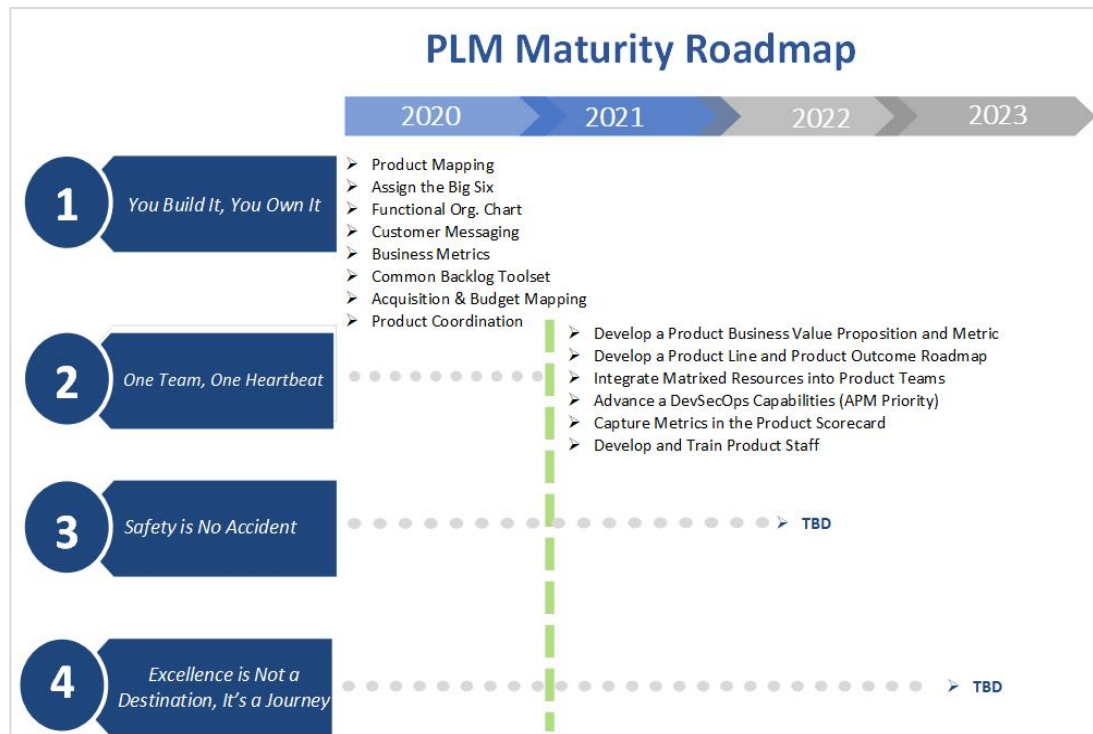 PLM Maturity Roadmap
2020
2021
2022
2023
1
You Build It, You Own It
Product Mapping
Assign the Big Six
Functional Org. Chart
Customer Messaging
Business Metrics
Common Backlog Toolset
Acquisition & Budget Mapping
Product Coordination
2
One Team, One Heartbeat
Develop a Product Business Value Proposition and Metric
Develop a Product Line and Product Outcome Roadmap
Integrate Matrixed Resources into Product Teams
Advance a DevSecOps Capabilities (APM Priority)
Capture Metrics in the Product Scorecard
Develop and Train Product Staff
3
Safety is No Accident
TBD
4
Excellence is Not a
Destination, It’s a Journey
TBD